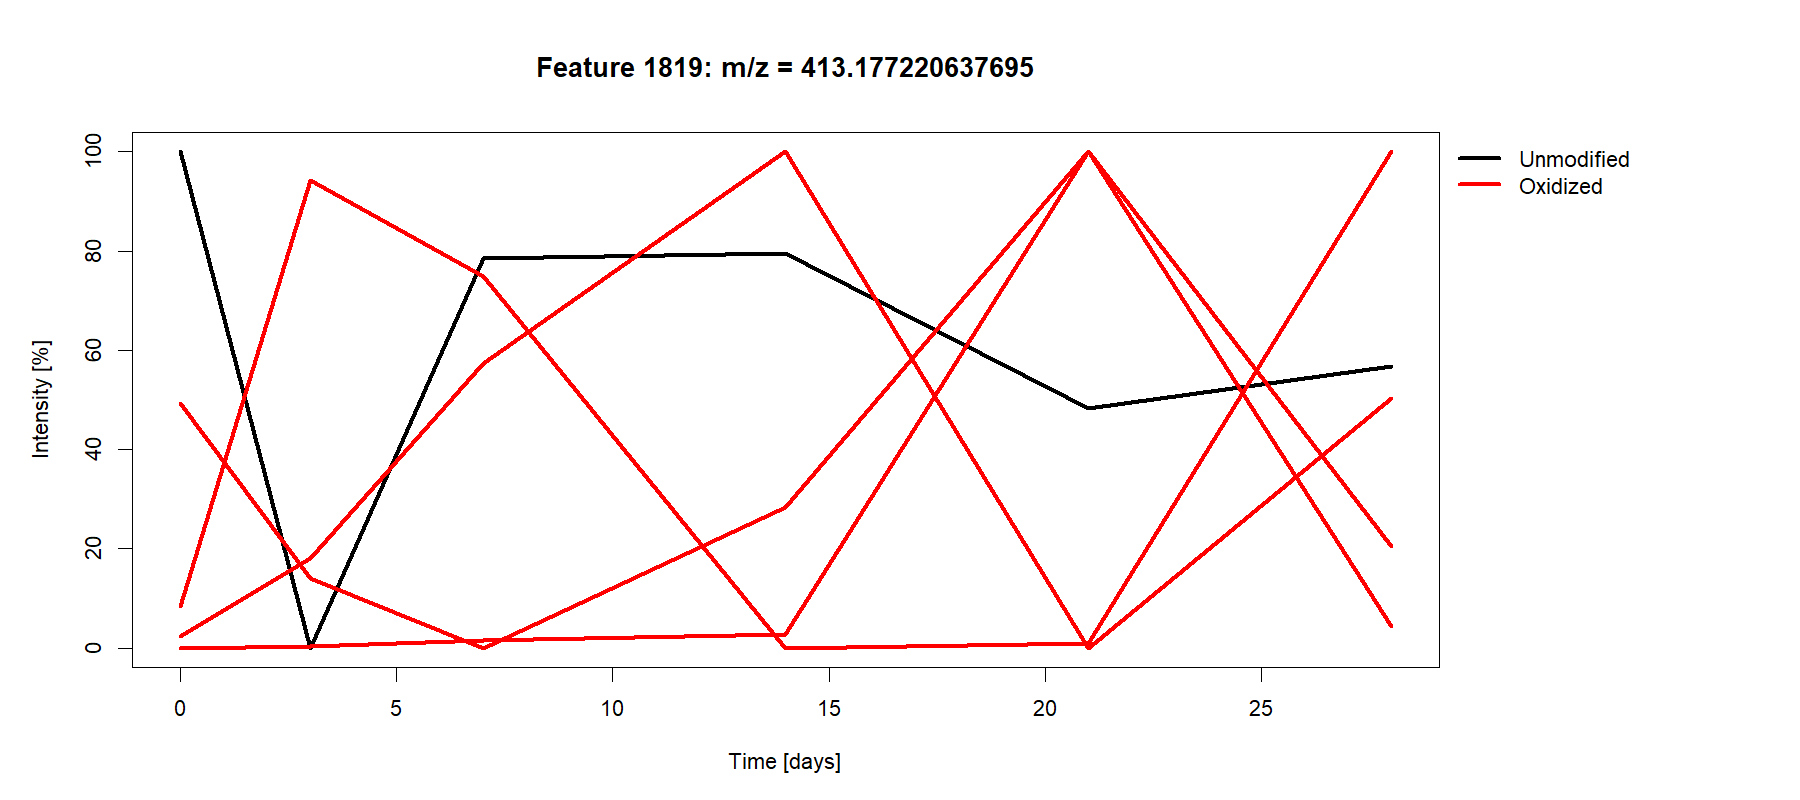 Feature 1819: m/z = 413.177220637695
100
80
60
40
20
0
Intensity [%]
0 5 10 15 20 25
Time [days]
Unmodified
Oxidized